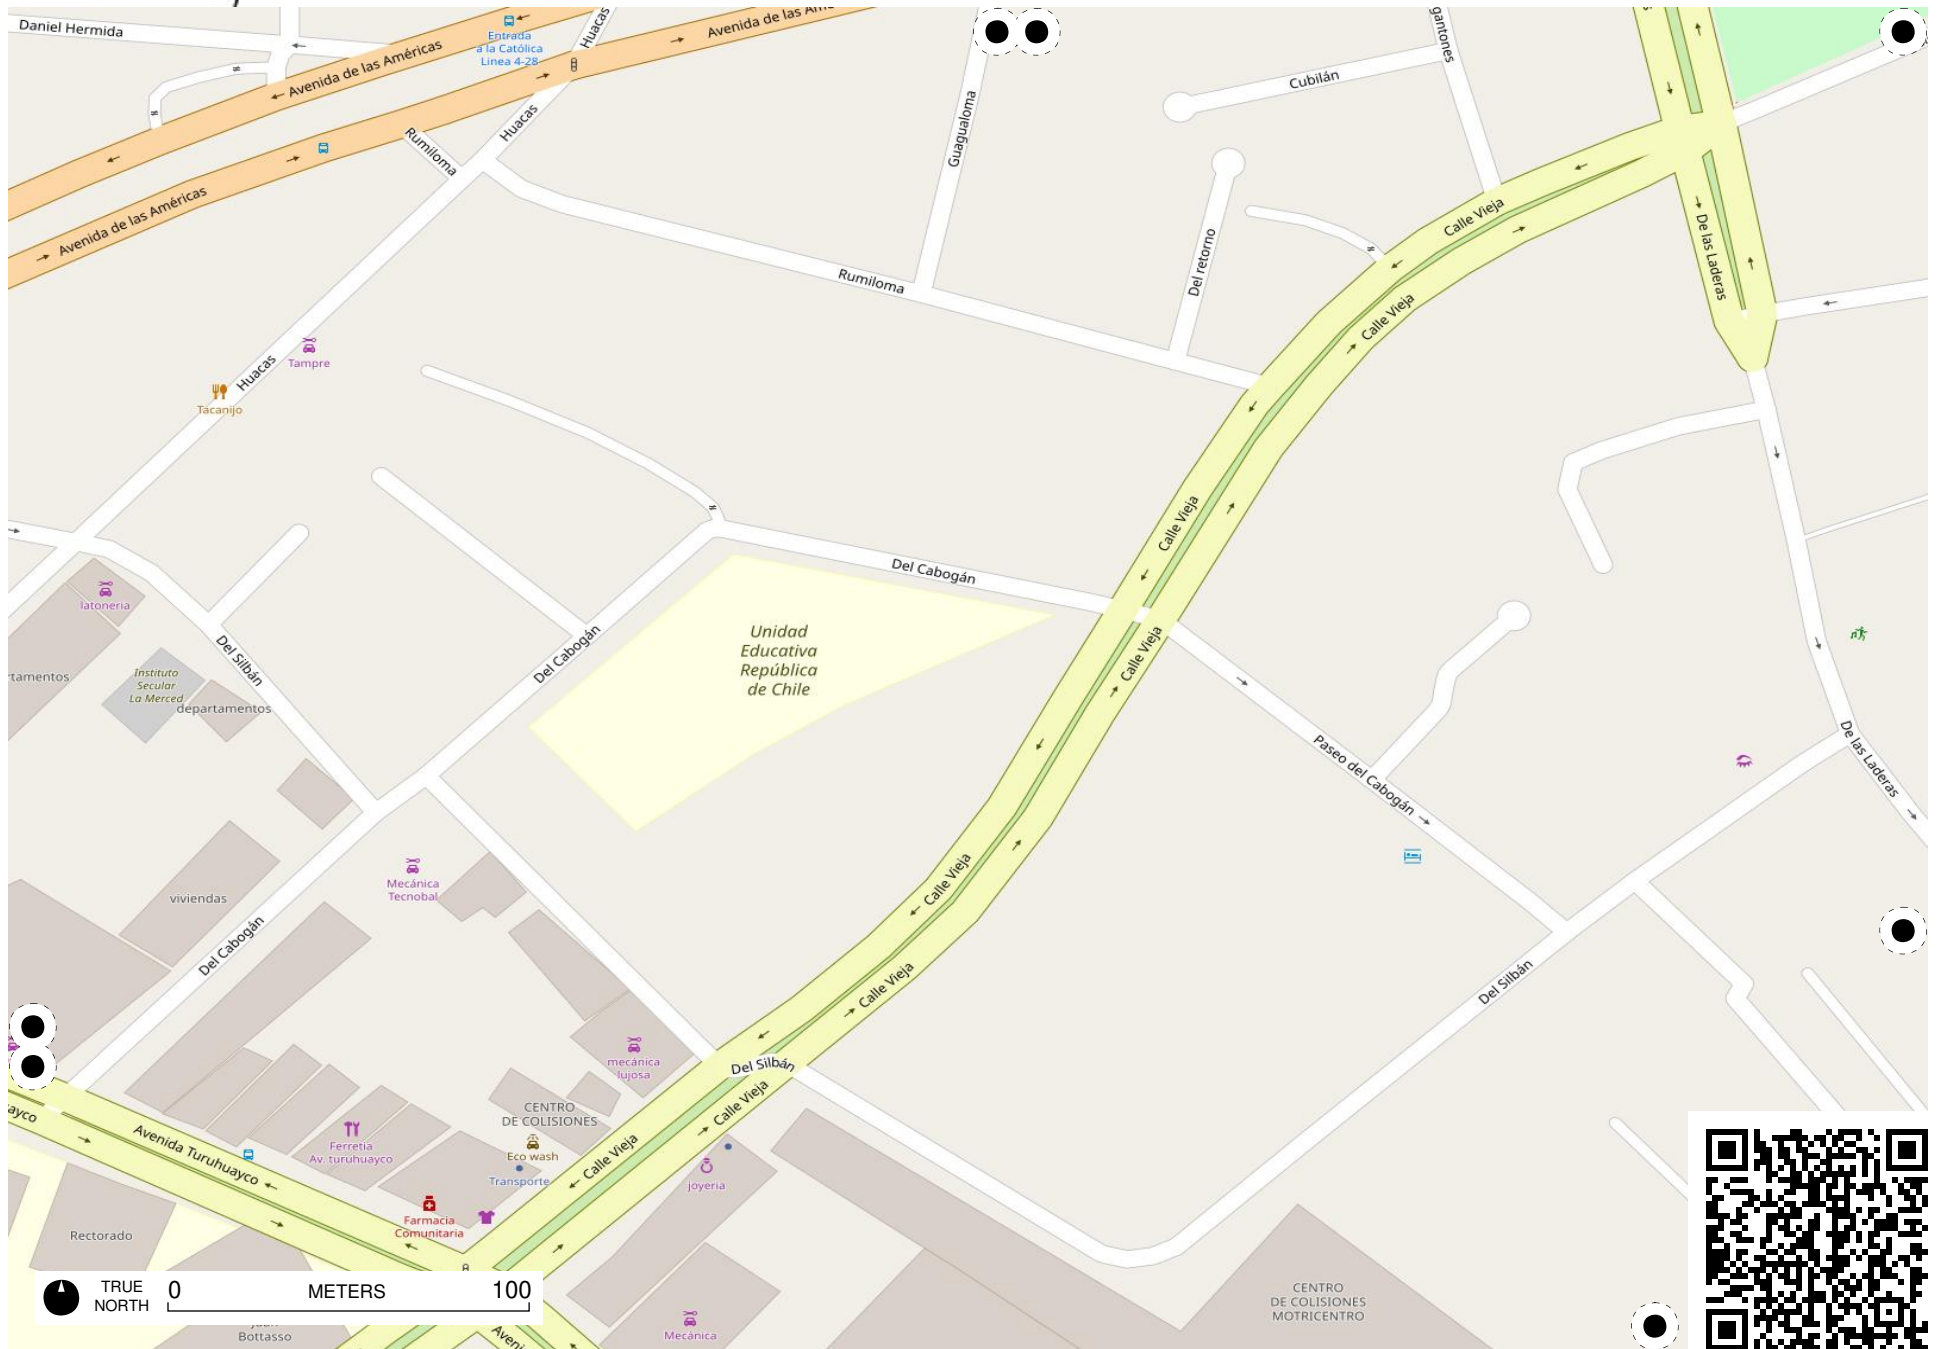 Daniel Hermida
Avenida de las Américas
Entrada
a la Católica
Linea 4-28
Huacas
Avenida de las Am
Huacas
Rumiloma
Avenida de las Américas
Guagualoma
Cubilán
gantones
Calle Vieja
De las Laderas
Del retorno
Rumiloma
Calle Vieja
Tampre
Huacas
Tacanijo
Calle Vieja
Del Cabogán
latoneria
Unidad
Educativa
República
de Chile
Del Cabogán
Calle Vieja
Del Silbán
rtamentos
Instituto
Secular
La Merced
departamentos
Paseo del Cabogán
De las Laderas
Mecánica
Tecnobal
viviendas
Calle Vieja
Del Cabogán
Calle Vieja
Del Silbán
mecánica
lujosa
Del Silbán
Calle Vieja
CENTRO
DE COLISIONES
ayco
Avenida Turuhuayco
Ferretia
Av. turuhuayco
Eco wash
Transporte
Calle Vieja
joyeria
Farmacia
Comunitaria
Rectorado
TRUE
NORTH
0 METERS 100
Bottasso
Aveni
Mecánica
CENTRO
DE COLISIONES
MOTRICENTRO